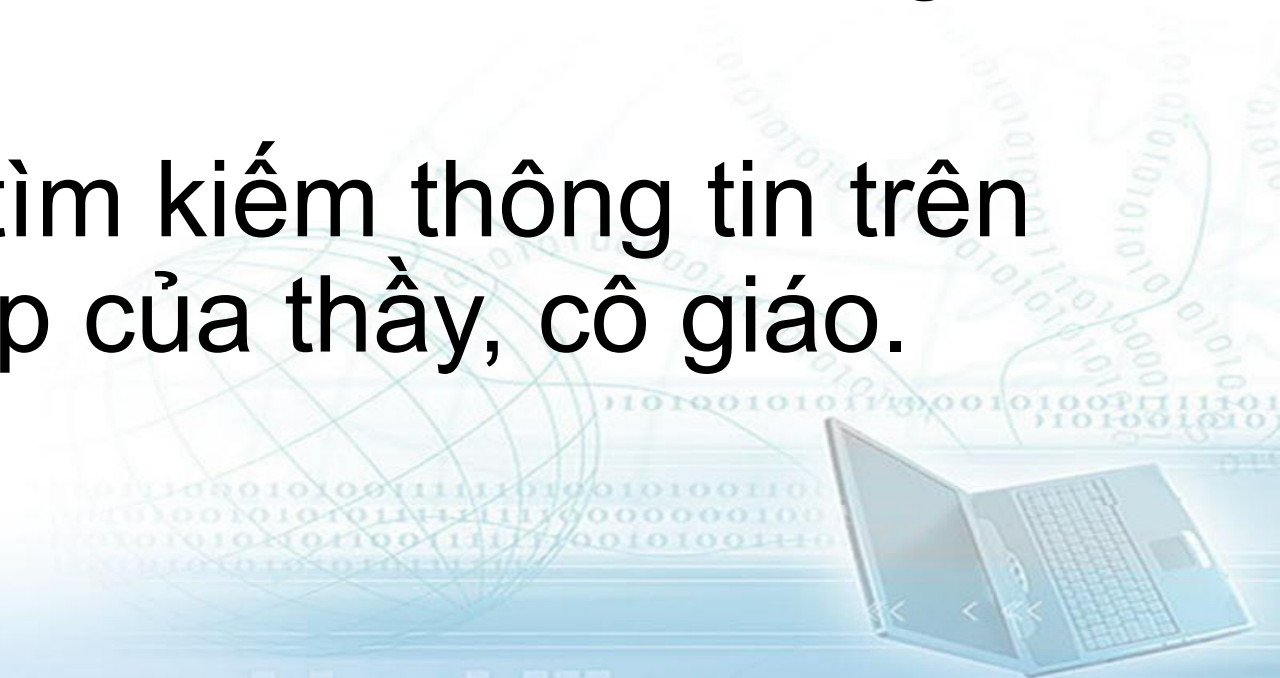 tìm kiếm thông tin trên
p của thầy, cô giáo.